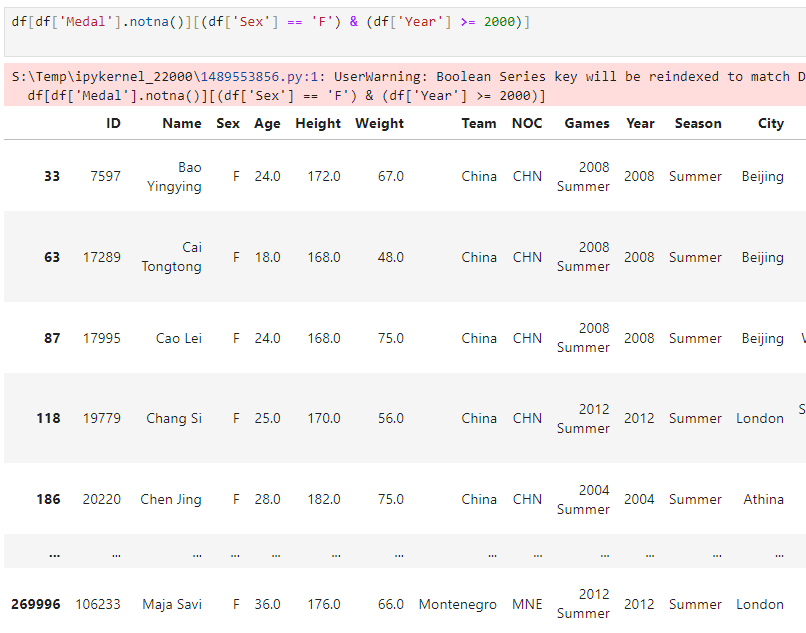 df[df['Medal'].notna()][(df['Sex'] == 'F') & (df['Year'] >= 2000)]
S:\Temp\ipykernel_22000\1489553856.py:1: UserWarning: Boolean Series key will be reindexed to match D
df[df['Medal'].notna()][(df['Sex'] == 'F') & (df['Year'] >= 2000)]
ID Name Sex Age Height Weight Team NOC Games Year Season City
33 7597 Bao Yingying F 24.0 172.0 67.0 China CHN 2008 Summer 2008 Summer Beijing
63 17289 Cai Tongtong F 18.0 168.0 48.0 China CHN 2008 Summer 2008 Summer Beijing
87 17995 Cao Lei F 24.0 168.0 75.0 China CHN 2008 Summer 2008 Summer Beijing
118 19779 Chang Si F 25.0 170.0 56.0 China CHN 2012 Summer 2012 Summer London S
186 20220 Chen Jing F 28.0 182.0 75.0 China CHN 2004 Summer 2004 Summer Athina
... ... ... ... ... ... ... ... ... ... ... ... ...
269996 106233 Maja Savi F 36.0 176.0 66.0 Montenegro MNE 2012 Summer 2012 Summer London